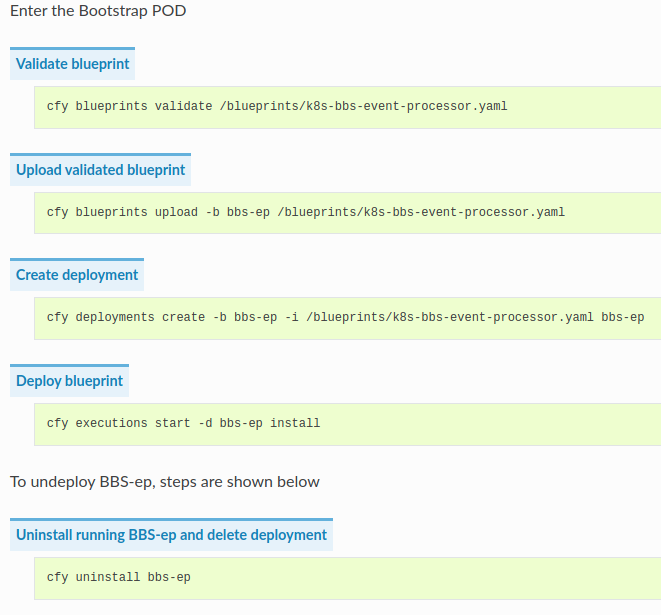 Enter the Bootstrap POD
Validate blueprint
cfy blueprints validate /blueprints/k8s-bbs-event-processor.yaml
Upload validated blueprint
cfy blueprints upload -b bbs-ep /blueprints/k8s-bbs-event-processor.yaml
Create deployment
cfy deployments create -b bbs-ep -i /blueprints/k8s-bbs-event-processor.yaml bbs-ep
Deploy blueprint
cfy executions start -d bbs-ep install
To undeploy BBS-ep, steps are shown below
Uninstall running BBS-ep and delete deployment
cfy uninstall bbs-ep